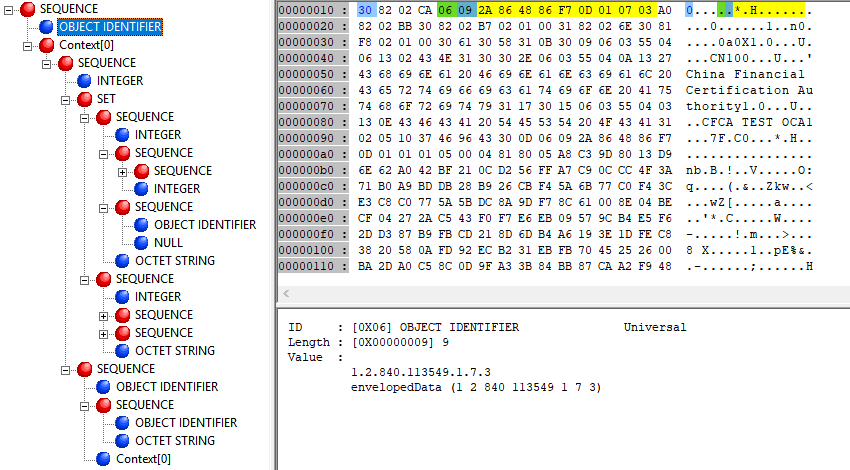 SEQUENCE
OBJECT IDENTIFIER
Context[0]
SEQUENCE
INTEGER
SET
SEQUENCE
INTEGER
SEQUENCE
SEQUENCE
INTEGER
SEQUENCE
OBJECT IDENTIFIER
NULL
OCTET STRING
SEQUENCE
INTEGER
SEQUENCE
SEQUENCE
OCTET STRING
SEQUENCE
OBJECT IDENTIFIER
SEQUENCE
OBJECT IDENTIFIER
OCTET STRING
Context[0]
00000010 : 30 82 02 CA 06 09 2A 86 48 86 F7 0D 01 07 03 A0 0.....*.H.......
00000020 : 82 02 BB 30 82 02 B7 02 01 00 31 82 02 6E 30 81 ...0......1..n0.
00000030 : F8 02 01 00 30 61 30 58 31 0B 30 09 06 03 55 04 ....0a0X1.0...U.
00000040 : 06 13 02 43 4E 31 30 30 2E 06 03 55 04 0A 13 27 ...CN100...U...'
00000050 : 43 68 69 6E 61 20 46 69 6E 61 6E 63 69 61 6C 20 China Financial
00000060 : 43 65 72 74 69 66 69 63 61 74 69 6F 6E 20 41 75 Certification Au
00000070 : 74 68 6F 72 69 74 79 31 17 30 15 06 03 55 04 03 thority1.0...U..
00000080 : 13 0E 43 46 43 41 20 54 45 53 54 20 4F 43 41 31 ..CFCA TEST OCA1
00000090 : 02 05 10 37 46 96 43 30 0D 06 09 2A 86 48 86 F7 ...7F.C0...*.H..
000000a0 : 0D 01 01 01 05 00 04 81 80 05 A8 C3 9D 80 13 D9 ................
000000b0 : 6E 62 A0 42 BF 21 0C D2 56 FF A7 C9 0C CC 4F 3A nb.B.!..V.....O:
000000c0 : 71 B0 A9 BD DB 28 B9 26 CB F4 5A 6B 77 C0 F4 3C q....(.&..Zkw..<
000000d0 : E3 C8 C0 77 5A 5B DC 8A 9D F7 8C 61 00 8E 04 BE ...wZ[.....a....
000000e0 : CF 04 27 2A C5 43 F0 F7 E6 EB 09 57 9C B4 E5 F6 ..'*.C.....W....
000000f0 : 2D D3 87 B9 FB CD 21 8D 6D B4 A6 19 3E 1D FE C8 -.....!.m...>...
00000100 : 38 20 58 0A FD 92 EC B2 31 EB FB 70 45 25 26 00 8 X.....1..pE%&.
00000110 : BA 2D A0 C5 8C 0D 9F A3 3B 84 BB 87 CA A2 F9 48 .-......;......H
ID : [0X06] OBJECT IDENTIFIER Universal
Length : [0X00000009] 9
Value :
1.2.840.113549.1.7.3
envelopedData (1 2 840 113549 1 7 3)